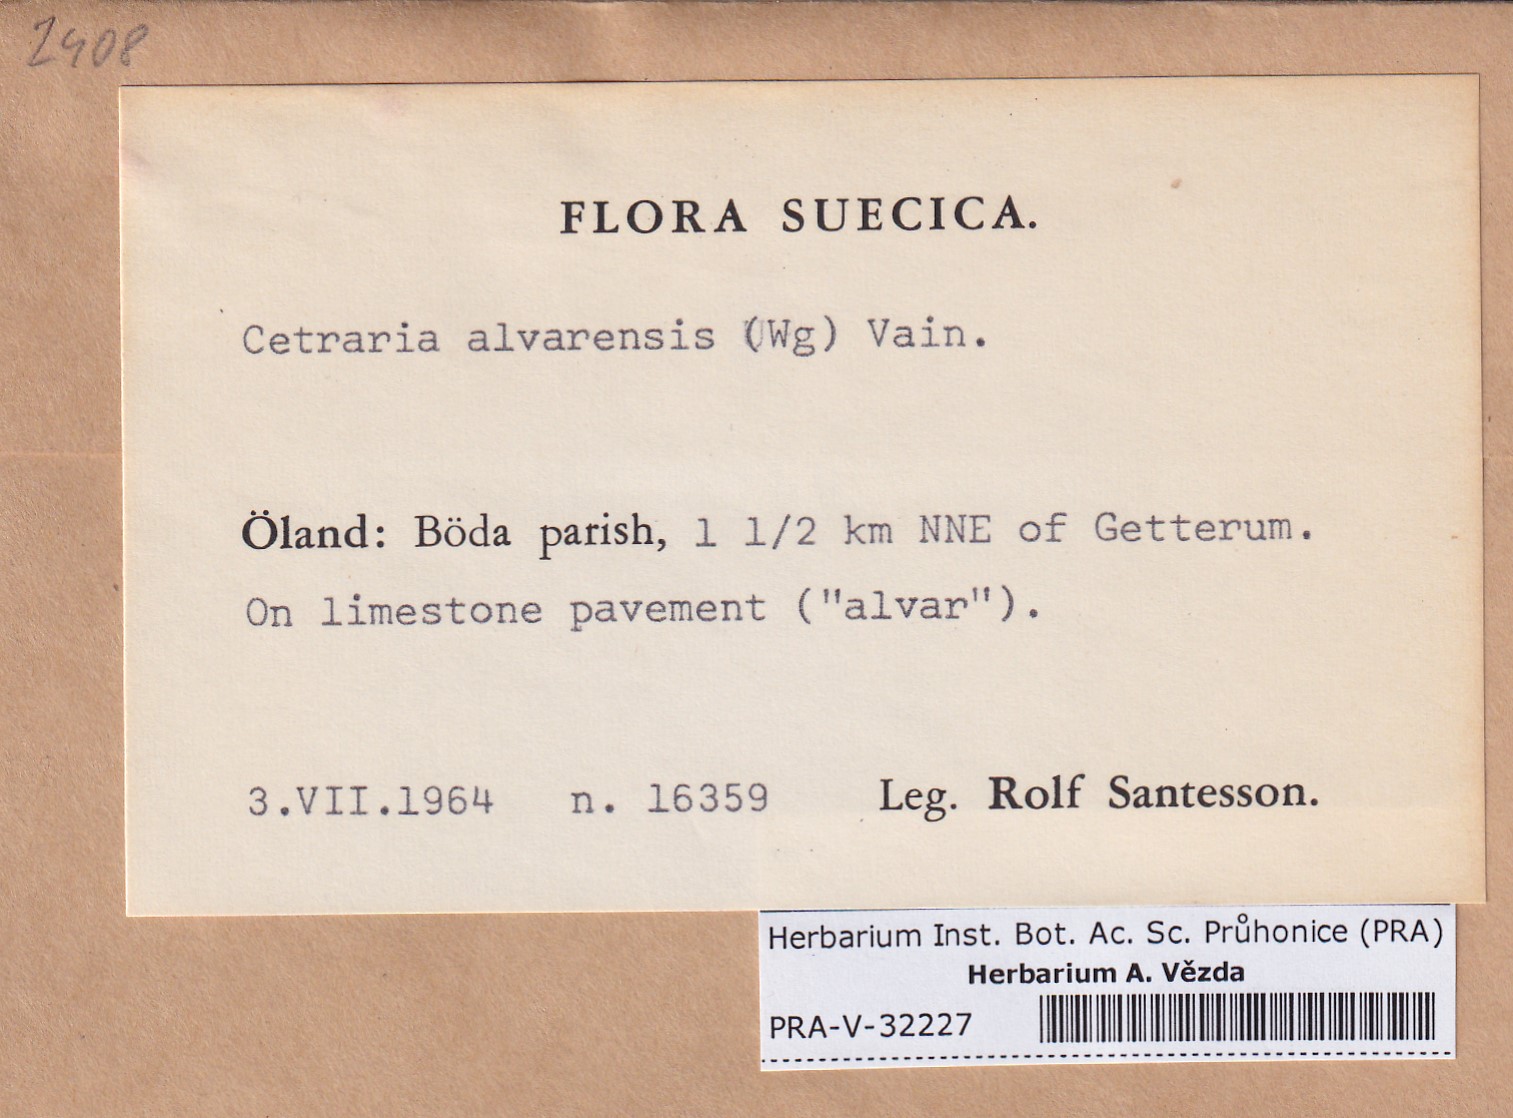 2408
FLORA SUECICA.
Cetraria alvarensis (Wg) Vain.
Öland: Böda parish, 1 1/2 km NNE of Getterum.
On limestone pavement ("alvar").
3.VII.1964 n. 16359 Leg. Rolf Santesson.
Herbarium Inst. Bot. Ac. Sc. Průhonice (PRA)
Herbarium A. Vězda
PRA-V-32227